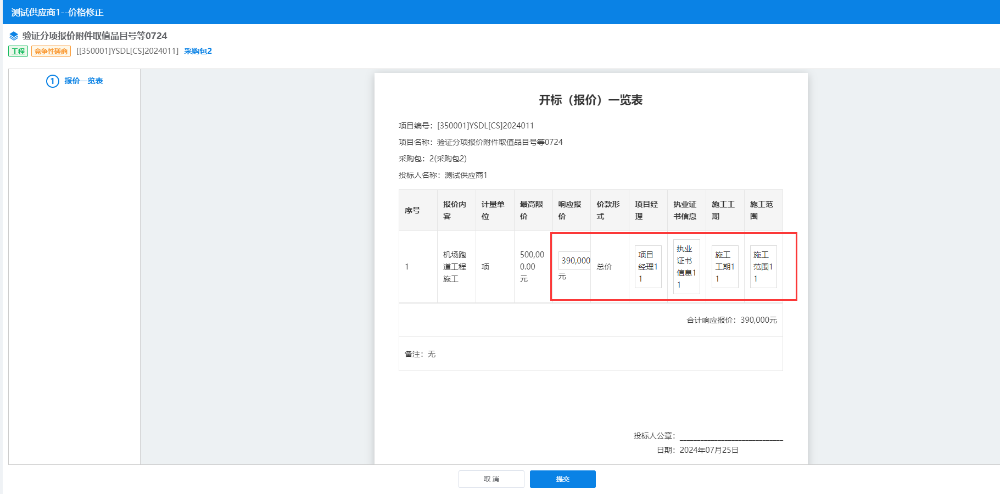 测试供应商1--价格修正
验证分项报价附件取值品目号等0724
工程 竞争性磋商 [[350001]YSDL[CS]2024011] 采购包2
1 报价一览表
开标（报价）一览表
项目编号：[350001]YSDL[CS]2024011
项目名称：验证分项报价附件取值品目号等0724
采购包：2(采购包2)
投标人名称：测试供应商1
序号 报价内容 计量单位 最高限价 响应报价 价款形式 项目经理 执业证书信息 施工工期 施工范围
1 机场跑道工程施工 项 500,000.00元 390,000元 总价 项目经理11 执业证书信息11 施工工期11 施工范围11
合计响应报价：390,000元
备注：无
投标人公章：___________________________
日期：2024年07月25日
取 消 提交